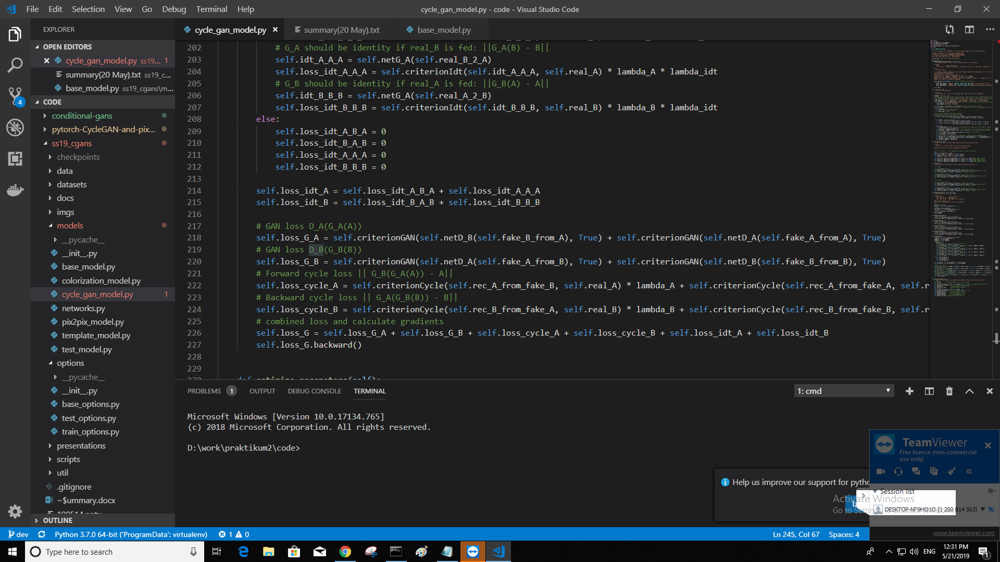 File Edit Selection View Go Debug Terminal Help
cycle_gan_model.py - code - Visual Studio Code
EXPLORER
OPEN EDITORS
cycle_gan_model.py ss19... 1
summary(20 May).txt ss19_c...
base_model.py ss19_cgans\m...
CODE
conditional-gans
pytorch-CycleGAN-and-pix...
ss19_cgans
checkpoints
data
datasets
docs
imgs
models
__pycache__
__init__.py
base_model.py
colorization_model.py
cycle_gan_model.py 1
networks.py
pix2pix_model.py
template_model.py
test_model.py
options
__pycache__
__init__.py
base_options.py
test_options.py
train_options.py
presentations
scripts
util
.gitignore
~$ummary.docx
OUTLINE
4
cycle_gan_model.py summary(20 May).txt base_model.py
202 # G_A should be identity if real_B is fed: ||G_A(B) - B||
203 self.idt_A_A_A = self.netG_A(self.real_B_2_A)
204 self.loss_idt_A_A_A = self.criterionIdt(self.idt_A_A_A, self.real_A) * lambda_A * lambda_idt
205 # G_B should be identity if real_A is fed: ||G_B(A) - A||
206 self.idt_B_B_B = self.netG_A(self.real_A_2_B)
207 self.loss_idt_B_B_B = self.criterionIdt(self.idt_B_B_B, self.real_B) * lambda_B * lambda_idt
208 else:
209 self.loss_idt_A_B_A = 0
210 self.loss_idt_B_A_B = 0
211 self.loss_idt_A_A_A = 0
212 self.loss_idt_B_B_B = 0
213
214 self.loss_idt_A = self.loss_idt_A_B_A + self.loss_idt_A_A_A
215 self.loss_idt_B = self.loss_idt_B_A_B + self.loss_idt_B_B_B
216
217 # GAN loss D_A(G_A(A))
218 self.loss_G_A = self.criterionGAN(self.netD_B(self.fake_B_from_A), True) + self.criterionGAN(self.netD_A(self.fake_A_from_A), True)
219 # GAN loss D_B(G_B(B))
220 self.loss_G_B = self.criterionGAN(self.netD_A(self.fake_A_from_B), True) + self.criterionGAN(self.netD_B(self.fake_B_from_B), True)
221 # Forward cycle loss || G_B(G_A(A)) - A||
222 self.loss_cycle_A = self.criterionCycle(self.rec_A_from_fake_B, self.real_A) * lambda_A + self.criterionCycle(self.rec_A_from_fake_A, self.r
223 # Backward cycle loss || G_A(G_B(B)) - B||
224 self.loss_cycle_B = self.criterionCycle(self.rec_B_from_fake_A, self.real_B) * lambda_B + self.criterionCycle(self.rec_B_from_fake_B, self.r
225 # combined loss and calculate gradients
226 self.loss_G = self.loss_G_A + self.loss_G_B + self.loss_cycle_A + self.loss_cycle_B + self.loss_idt_A + self.loss_idt_B
227 self.loss_G.backward()
228
229
230 def optimize_parameters(self):
PROBLEMS 1 OUTPUT DEBUG CONSOLE TERMINAL
1: cmd
Microsoft Windows [Version 10.0.17134.765]
(c) 2018 Microsoft Corporation. All rights reserved.
D:\work\praktikum2\code>
TeamViewer
Free license (non-commercial
use only)
Help us improve our support for pytho
Session list
Activate Windows
Go to Settings to activate Windows.
DESKTOP-NF9HO1O (1 200 814 563)
www.teamviewer.com
dev Python 3.7.0 64-bit ('ProgramData': virtualenv) 1 0
Ln 245, Col 67 Spaces: 4
Type here to search
ENG
12:31 PM
5/21/2019
1